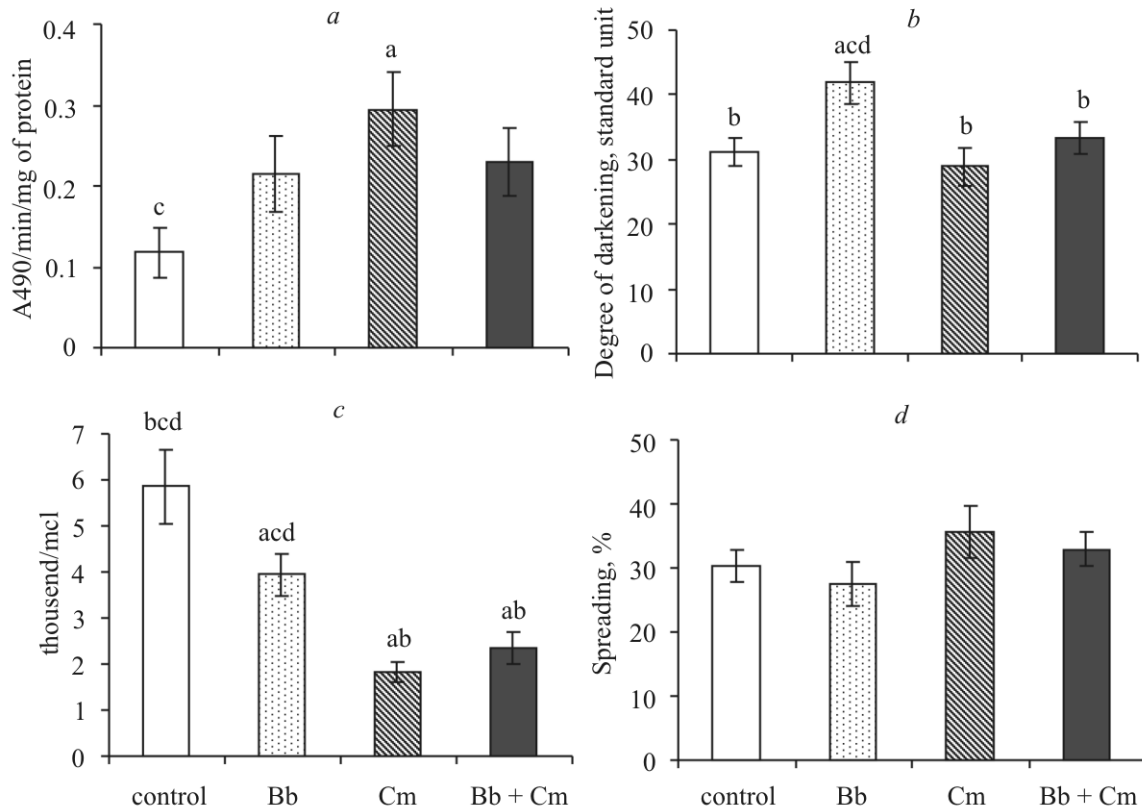 a
A490/min/mg of protein
0.4
0.3
0.2
0.1
0
c
a
b
Degree of darkening, standard unit
50
40
30
20
10
0
b
acd
b
b
c
thousend/mcl
7
6
5
4
3
2
1
0
bcd
acd
ab
ab
control Bb Cm Bb + Cm
d
Spreading, %
50
40
30
20
10
0
control Bb Cm Bb + Cm